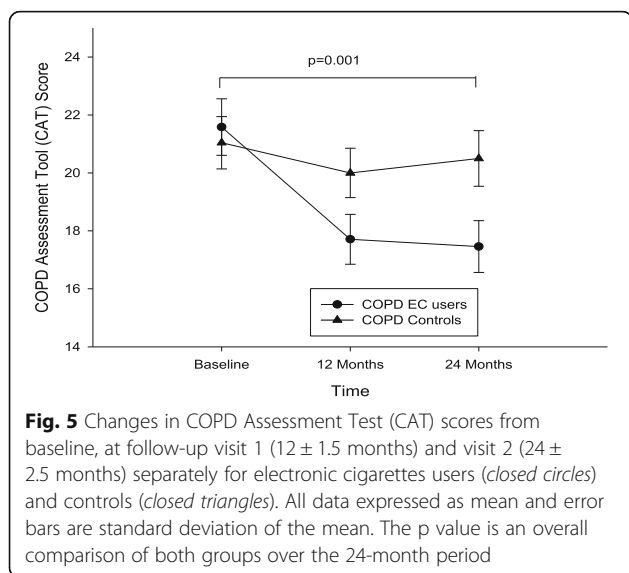 24
22
20
18
16
14
COPD Assessment Tool (CAT) Score
p=0.001
COPD EC users
COPD Controls
Baseline
12 Months
24 Months
Time
Fig. 5 Changes in COPD Assessment Test (CAT) scores from
baseline, at follow-up visit 1 (12 ± 1.5 months) and visit 2 (24 ±
2.5 months) separately for electronic cigarettes users (closed circles)
and controls (closed triangles). All data expressed as mean and error
bars are standard deviation of the mean. The p value is an overall
comparison of both groups over the 24-month period